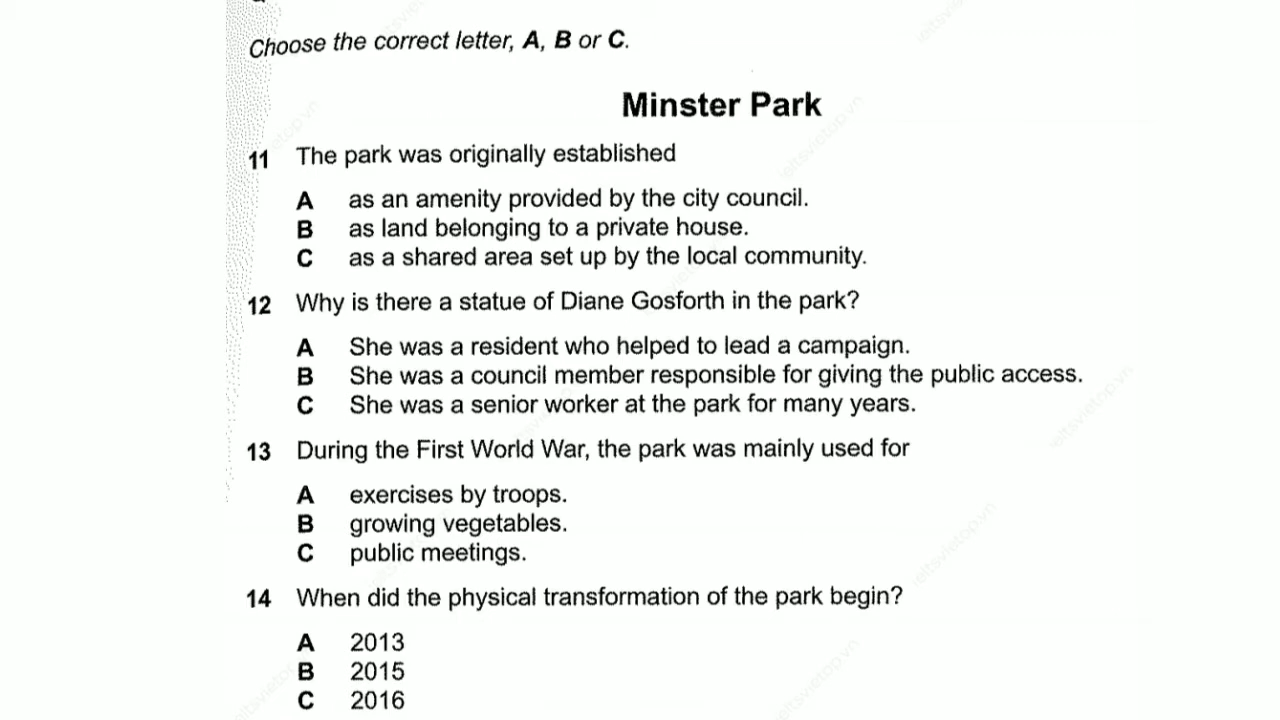 Choose the correct letter, A, B or C.
Minster Park
11 The park was originally established
A as an amenity provided by the city council.
B as land belonging to a private house.
C as a shared area set up by the local community.
12 Why is there a statue of Diane Gosforth in the park?
A She was a resident who helped to lead a campaign.
B She was a council member responsible for giving the public access.
C She was a senior worker at the park for many years.
13 During the First World War, the park was mainly used for
A exercises by troops.
B growing vegetables.
C public meetings.
14 When did the physical transformation of the park begin?
A 2013
B 2015
C 2016
ieltsvietop.vn